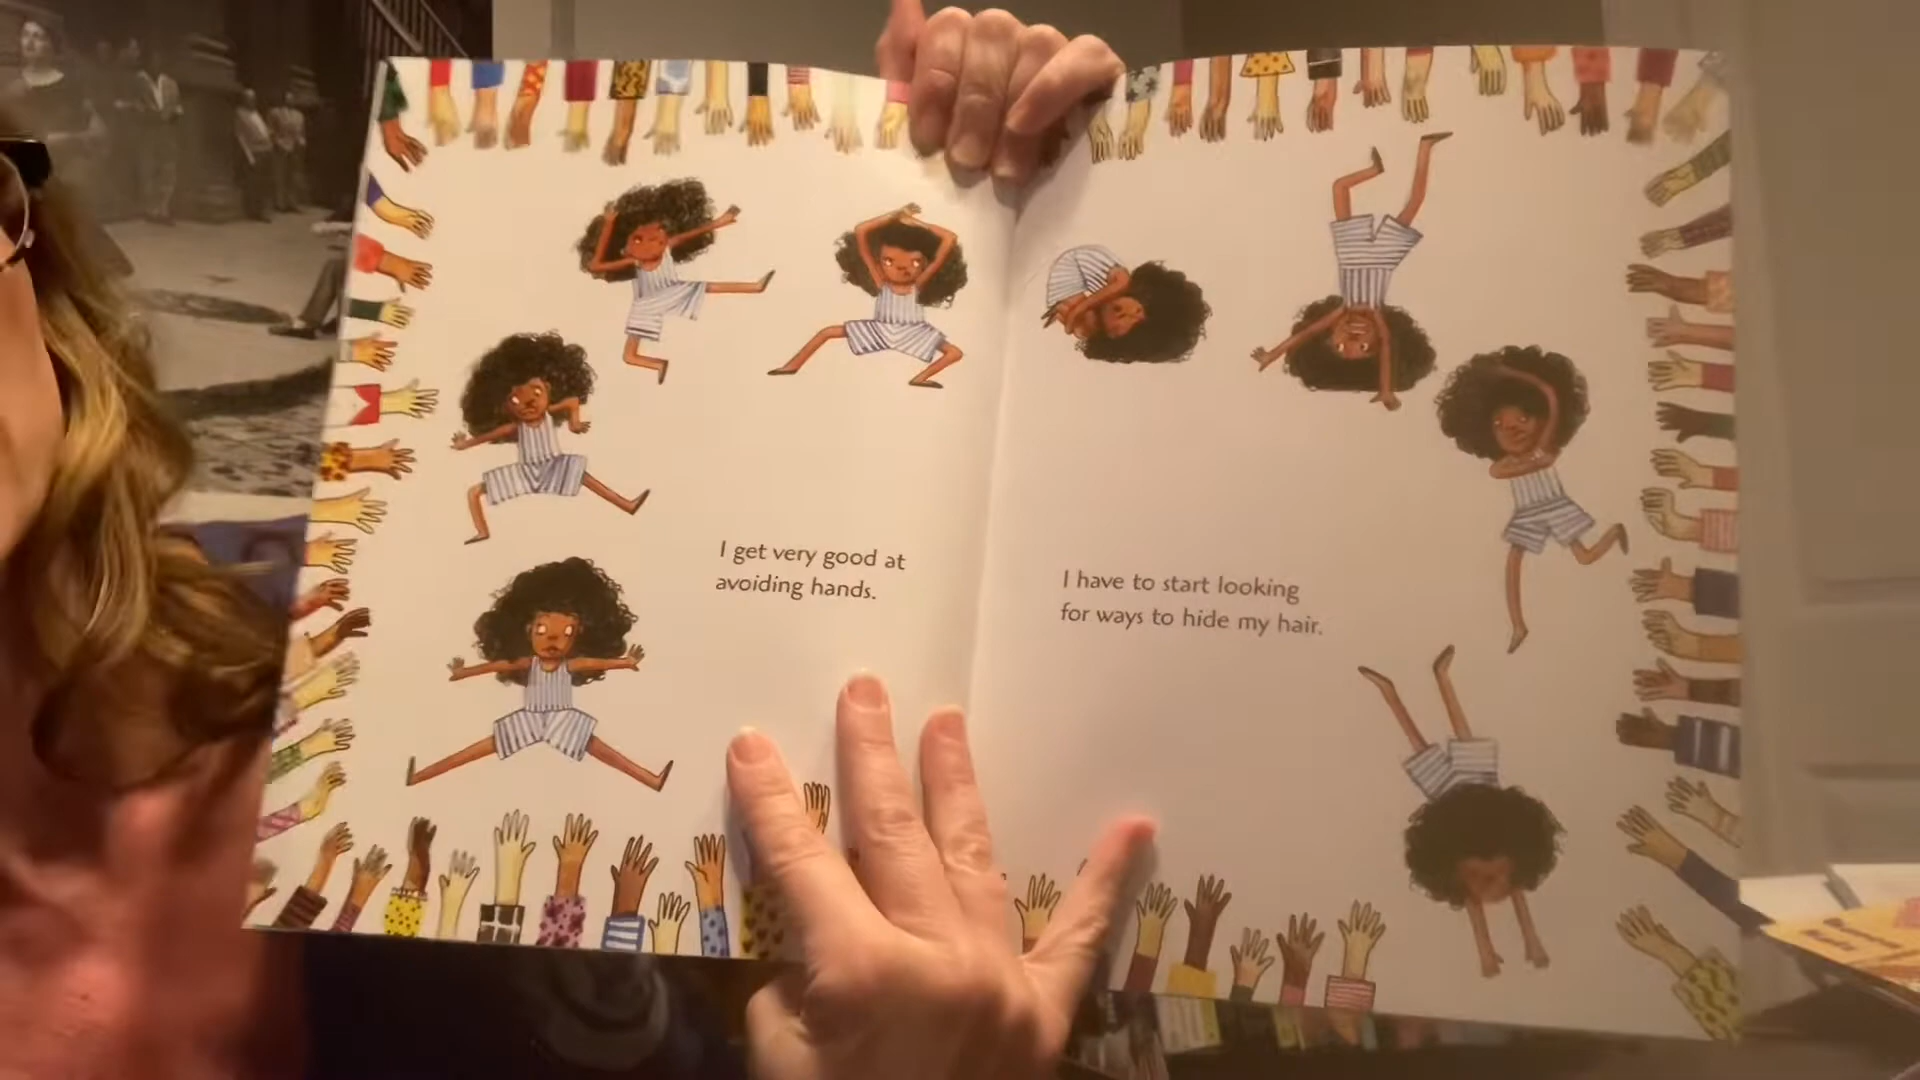 I get very good at
avoiding hands.
I have to start looking
for ways to hide my hair.